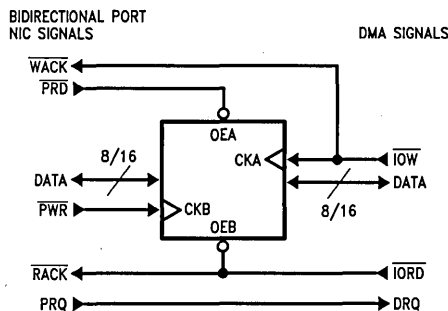 BIDIRECTIONAL PORT
NIC SIGNALS
DMA SIGNALS
WACK
PRD
OEA
8/16
CKA
IOW
DATA
DATA
PWR
CKB
8/16
OEB
RACK
IORD
PRQ
DRQ